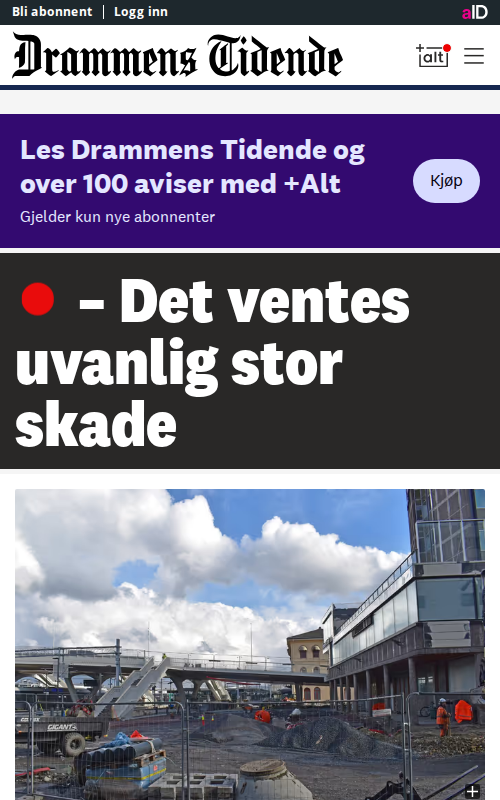 Bli abonnent | Logg inn
aID
Drammens Tidende
+alt
Les Drammens Tidende og
over 100 aviser med +Alt
Gjelder kun nye abonnenter
Kjøp
– Det ventes
uvanlig stor
skade
GIGANT